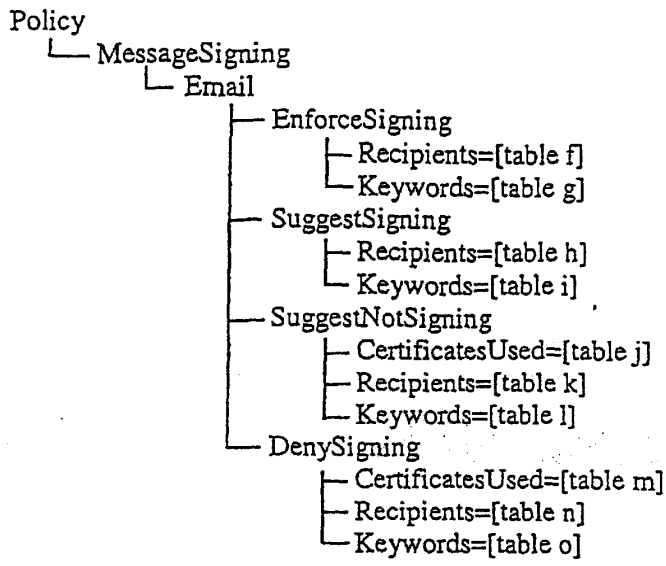 Policy
MessageSigning
Email
EnforceSigning
Recipients=[table f]
Keywords=[table g]
SuggestSigning
Recipients=[table h]
Keywords=[table i]
SuggestNotSigning
CertificatesUsed=[table j]
Recipients=[table k]
Keywords=[table l]
DenySigning
CertificatesUsed=[table m]
Recipients=[table n]
Keywords=[table o]